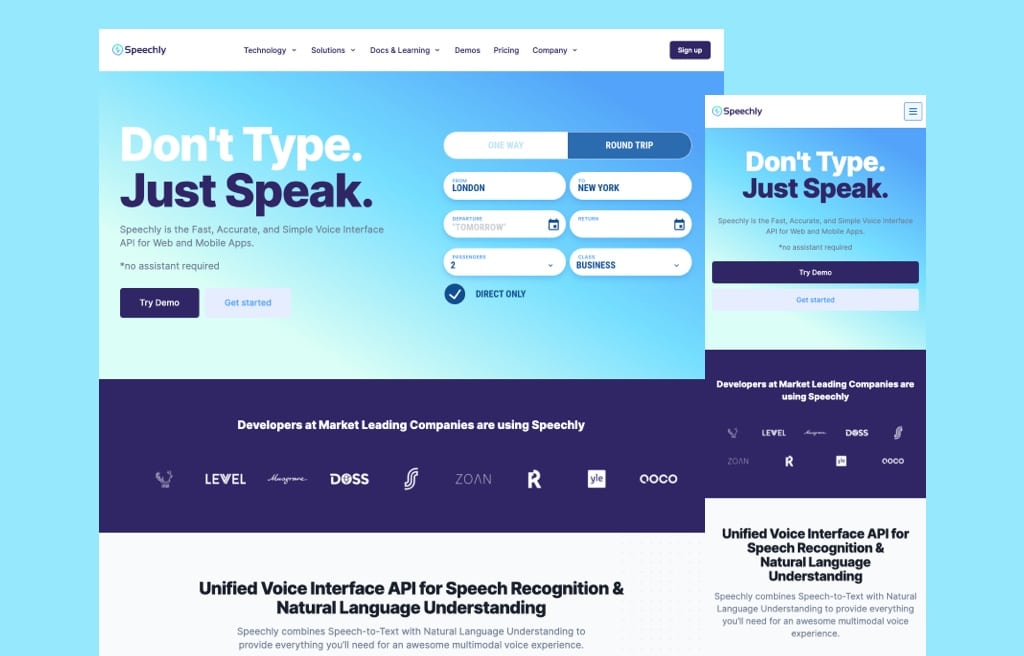 Speechly
Technology Solutions Docs & Learning Demos Pricing Company
Sign up
Don't Type.
Just Speak.
Speechly is the Fast, Accurate, and Simple Voice Interface
API for Web and Mobile Apps.
*no assistant required
Try Demo Get started
ONE WAY ROUND TRIP
FROM TO
LONDON NEW YORK
DEPARTURE RETURN
"TOMORROW"
PASSENGERS CLASS
2 BUSINESS
DIRECT ONLY
Developers at Market Leading Companies are using Speechly
LEVEL Musgrave DOSS ZOAN R yle OOCO
Unified Voice Interface API for Speech Recognition &
Natural Language Understanding
Speechly combines Speech-to-Text with Natural Language Understanding to
provide everything you'll need for an awesome multimodal voice
experience.
Speechly
Don't Type.
Just Speak.
Speechly is the Fast, Accurate, and Simple Voice Interface
API for Web and Mobile Apps.
*no assistant required
Try Demo
Get started
Developers at Market Leading Companies are
using Speechly
LEVEL Musgrave DOSS
ZOAN R yle OOCO
Unified Voice Interface API for
Speech Recognition &
Natural Language
Understanding
Speechly combines Speech-to-Text with Natural
Language Understanding to provide everything
you'll need for an awesome multimodal voice
experience.